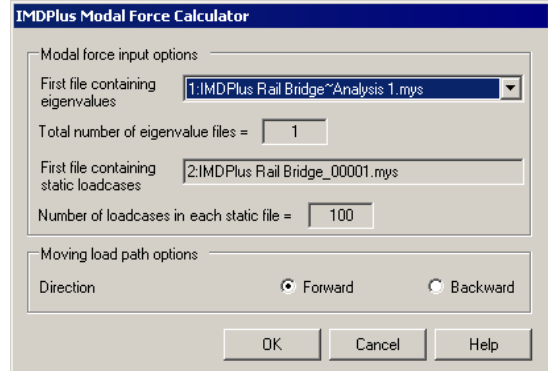 IMDPlus Modal Force Calculator
Modal force input options
First file containing
eigenvalues
1:IMDPlus Rail Bridge~Analysis 1.mys
Total number of eigenvalue files = 1
First file containing
static loadcases
2:IMDPlus Rail Bridge_00001.mys
Number of loadcases in each static file = 100
Moving load path options
Direction Forward Backward
OK Cancel Help